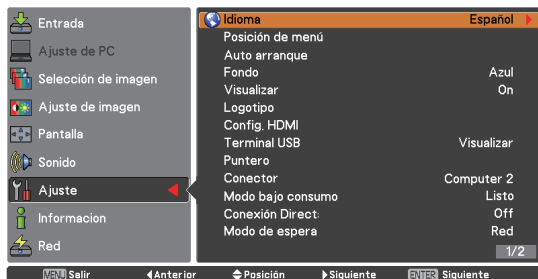 Entrada
Ajuste de PC
Selección de imagen
Ajuste de imagen
Pantalla
Sonido
Ajuste
Informacion
Red
Idioma Español
Posición de menú
Auto arranque
Fondo Azul
Visualizar On
Logotipo
Config. HDMI
Terminal USB Visualizar
Puntero
Conector Computer 2
Modo bajo consumo Listo
Conexión Direct Off
Modo de espera Red
1/2
MENU Salir Anterior Posición Siguiente ENTER Siguiente